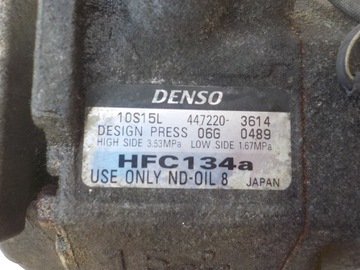 DENSO
10S15L 447220- 3614
DESIGN PRESS 06G 0489
HIGH SIDE 3.53MPa LOW SIDE 1.67MPa
HFC134a
USE ONLY ND-OIL 8 JAPAN